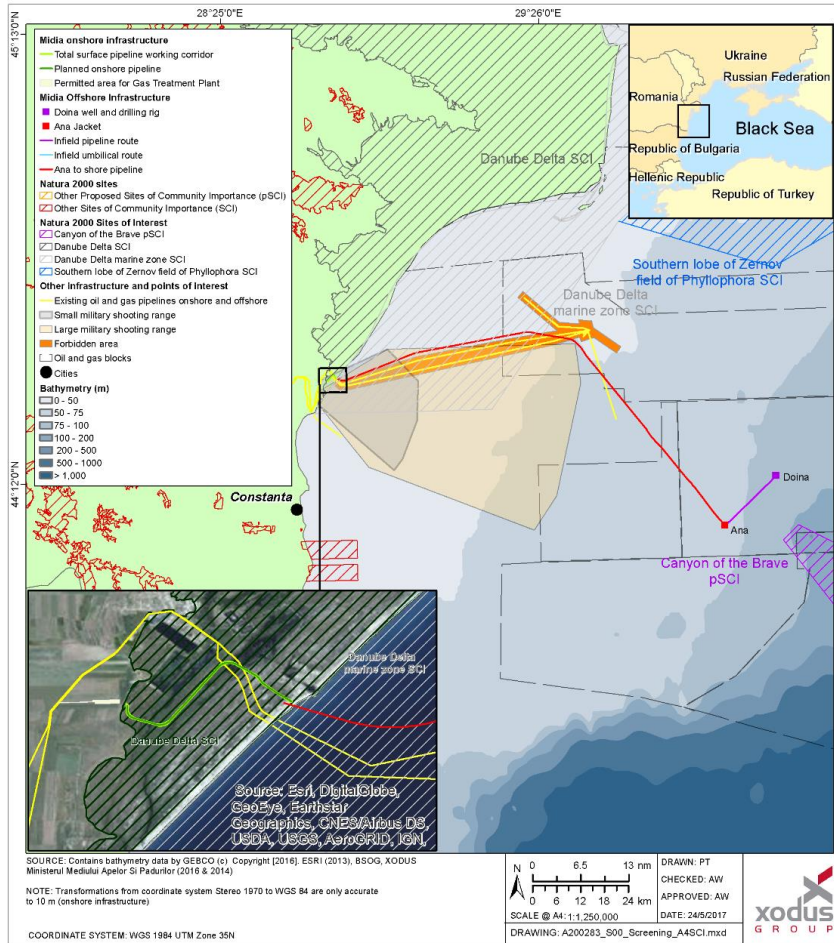 28°25'0"E
29°26'0"E
45°13'0"N
44°12'0"N
Midia onshore infrastructure
Total surface pipeline working corridor
Planned onshore pipeline
Permitted area for Gas Treatment Plant
Midia Offshore Infrastructure
Doina well and drilling rig
Ana Jacket
Infield pipeline route
Infield umbilical route
Ana to shore pipeline
Natura 2000 sites
Other Proposed Sites of Community Importance (pSCI)
Other Sites of Community Importance (SCI)
Natura 2000 Sites of Interest
Canyon of the Brave pSCI
Danube Delta SCI
Danube Delta marine zone SCI
Southern lobe of Zernov field of Phyllophora SCI
Other infrastructure and points of Interest
Existing oil and gas pipelines onshore and offshore
Small military shooting range
Large military shooting range
Forbidden area
Oil and gas blocks
Cities
Bathymetry (m)
0 - 50
50 - 75
75 - 100
100 - 200
200 - 500
500 - 1000
> 1,000
Ukraine
Russian Federation
Romania
Black Sea
Republic of Bulgaria
Hellenic Republic
Republic of Turkey
Danube Delta SCI
Southern lobe of Zernov
field of Phyllophora SCI
Danube Delta
marine zone SCI
Constanta
Doina
Ana
Canyon of the Brave
pSCI
Danube Delta
marine zone SCI
Danube Delta SCI
Source: Esri, DigitalGlobe,
GeoEye, Earthstar
Geographics, CNES/Airbus DS,
USDA, USGS, AeroGRID, IGN,
SOURCE: Contains bathymetry data by GEBCO (c) Copyright [2016]. ESRI (2013), BSOG, XODUS
Ministerul Mediului Apelor Si Padurilor (2016 & 2014)
NOTE: Transformations from coordinate system Stereo 1970 to WGS 84 are only accurate
to 10 m (onshore infrastructure)
COORDINATE SYSTEM: WGS 1984 UTM Zone 35N
N
0 6.5 13 nm
0 6 12 18 24 km
SCALE @ A4: 1:1,250,000
DRAWN: PT
CHECKED: AW
APPROVED: AW
DATE: 24/5/2017
DRAWING: A200283_S00_Screening_A4SCI.mxd
xodus
GROUP